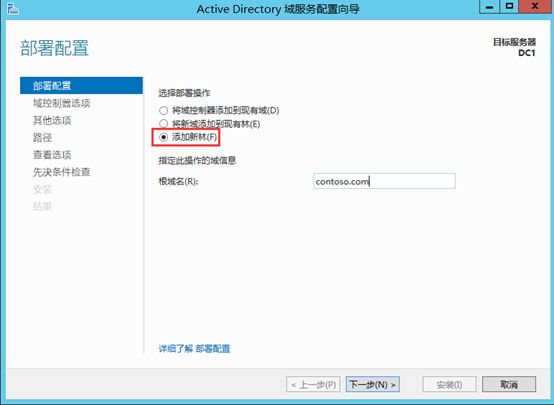 Active Directory 域服务配置向导
部署配置
目标服务器
DC1
部署配置
域控制器选项
其他选项
路径
查看选项
先决条件检查
安装
结果
选择部署操作
将域控制器添加到现有域(D)
将新域添加到现有林(E)
添加新林(F)
指定此操作的域信息
根域名(R):
contoso.com
详细了解 部署配置
< 上一步(P)
下一步(N) >
安装(I)
取消